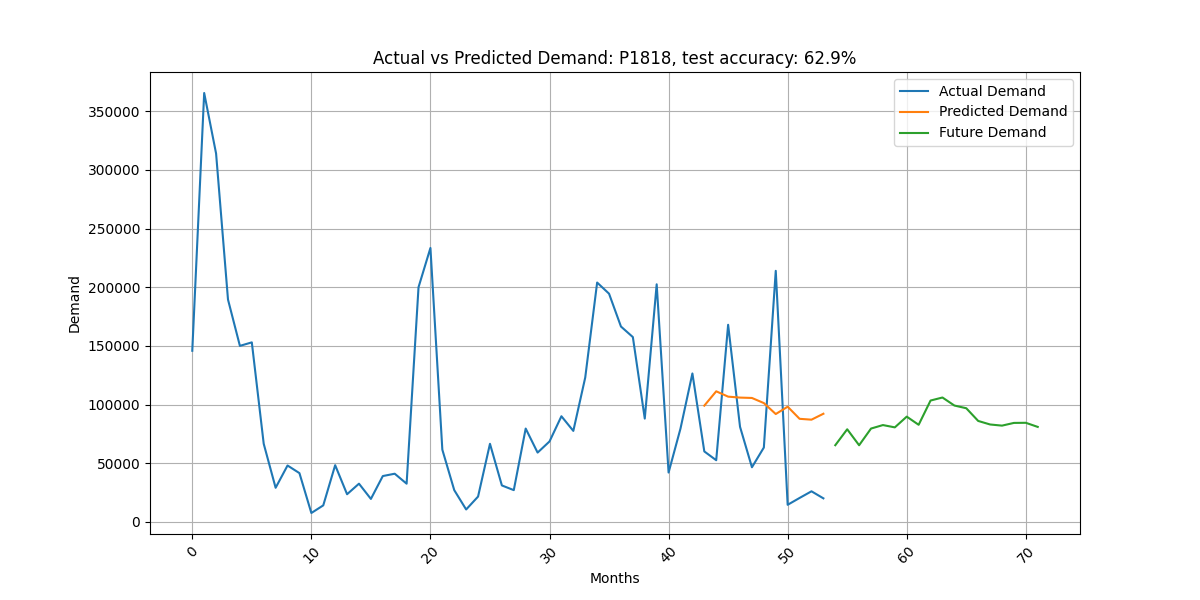 Actual vs Predicted Demand: P1818, test accuracy: 62.9%
Actual Demand
Predicted Demand
Future Demand
350000
300000
250000
200000
150000
100000
50000
0
Demand
0
10
20
30
40
50
60
70
Months